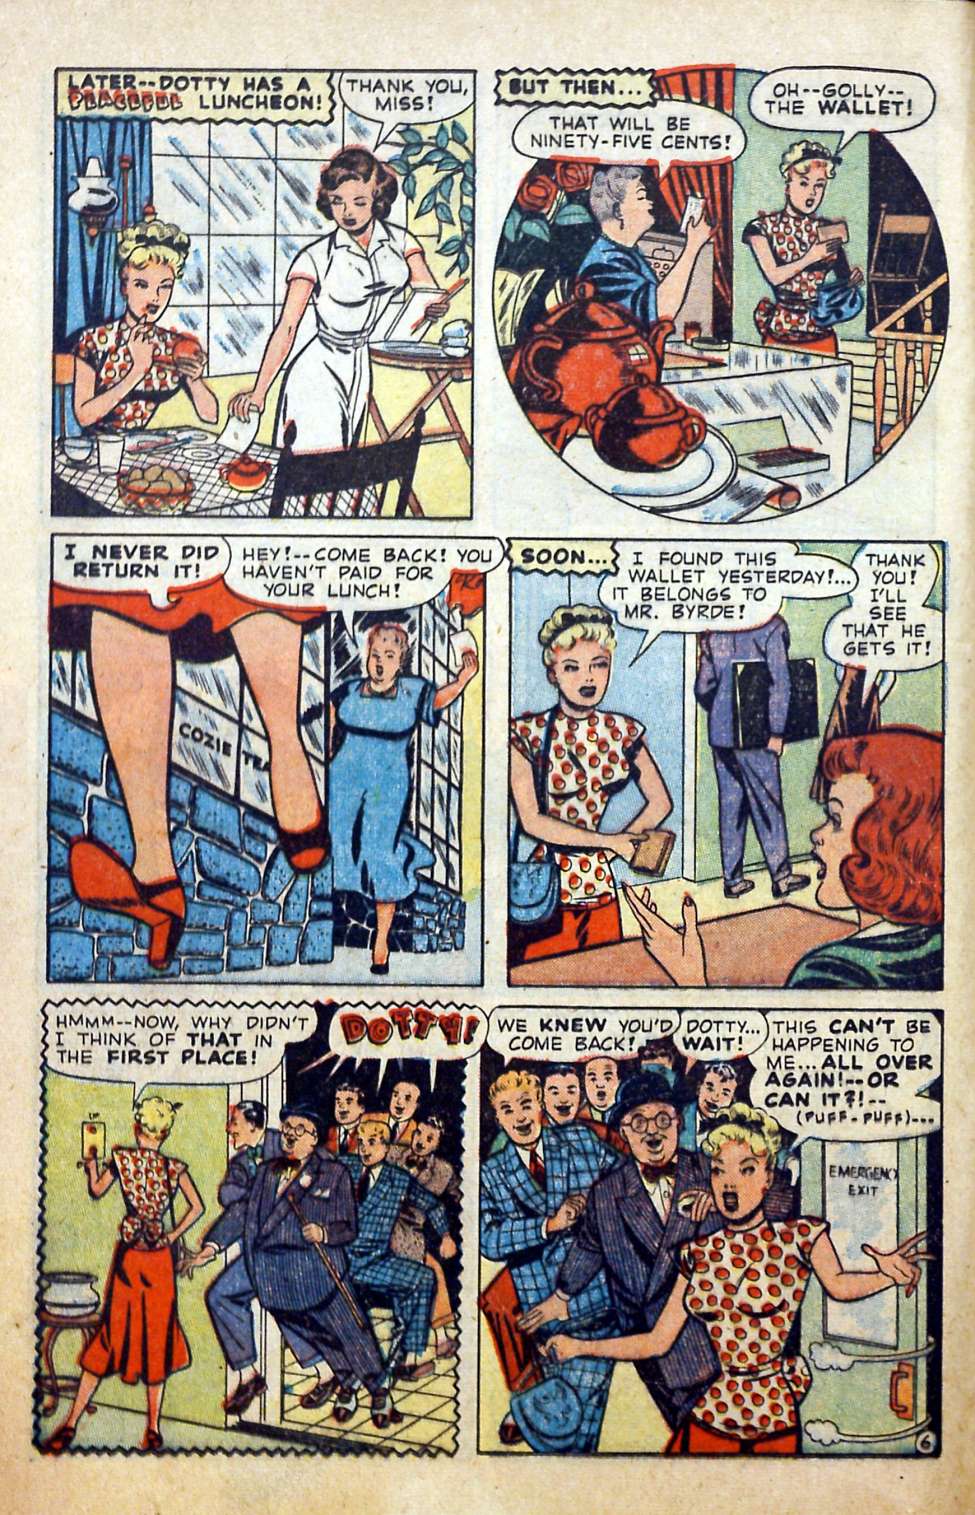 LATER--DOTTY HAS A
PEACEFUL LUNCHEON!
THANK YOU,
MISS!
BUT THEN...
THAT WILL BE
NINETY-FIVE CENTS!
OH--GOLLY--
THE WALLET!
I NEVER DID
RETURN IT!
HEY!--COME BACK! YOU
HAVEN'T PAID FOR
YOUR LUNCH!
COZIE TEA
SOON...
I FOUND THIS
WALLET YESTERDAY!...
IT BELONGS TO
MR. BYRDE!
THANK
YOU!
I'LL
SEE
THAT HE
GETS IT!
HMMM--NOW, WHY DIDN'T
I THINK OF THAT IN
THE FIRST PLACE!
DOTTY!
UP
WE KNEW YOU'D
COME BACK!
DOTTY...
WAIT!
THIS CAN'T BE
HAPPENING TO
ME...ALL OVER
AGAIN!--OR
CAN IT?!--
(PUFF-PUFF)---
EMERGENCY
EXIT
6